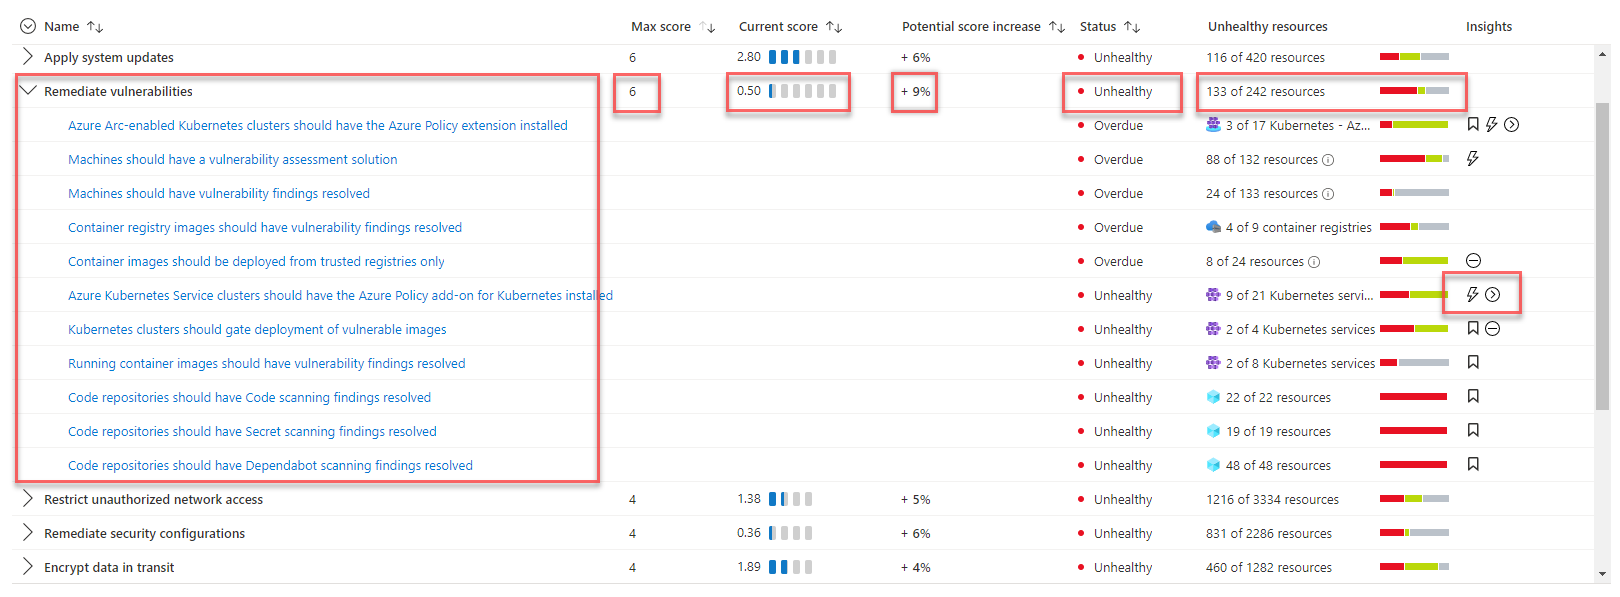 Name Max score Current score Potential score increase Status Unhealthy resources Insights
Apply system updates 6 2.80 + 6% Unhealthy 116 of 420 resources
Remediate vulnerabilities 6 0.50 + 9% Unhealthy 133 of 242 resources
Azure Arc-enabled Kubernetes clusters should have the Azure Policy extension installed Overdue 3 of 17 Kubernetes - Az...
Machines should have a vulnerability assessment solution Overdue 88 of 132 resources
Machines should have vulnerability findings resolved Overdue 24 of 133 resources
Container registry images should have vulnerability findings resolved Overdue 4 of 9 container registries
Container images should be deployed from trusted registries only Overdue 8 of 24 resources
Azure Kubernetes Service clusters should have the Azure Policy add-on for Kubernetes installed Unhealthy 9 of 21 Kubernetes servi...
Kubernetes clusters should gate deployment of vulnerable images Unhealthy 2 of 4 Kubernetes services
Running container images should have vulnerability findings resolved Unhealthy 2 of 8 Kubernetes services
Code repositories should have Code scanning findings resolved Unhealthy 22 of 22 resources
Code repositories should have Secret scanning findings resolved Unhealthy 19 of 19 resources
Code repositories should have Dependabot scanning findings resolved Unhealthy 48 of 48 resources
Restrict unauthorized network access 4 1.38 + 5% Unhealthy 1216 of 3334 resources
Remediate security configurations 4 0.36 + 6% Unhealthy 831 of 2286 resources
Encrypt data in transit 4 1.89 + 4% Unhealthy 460 of 1282 resources